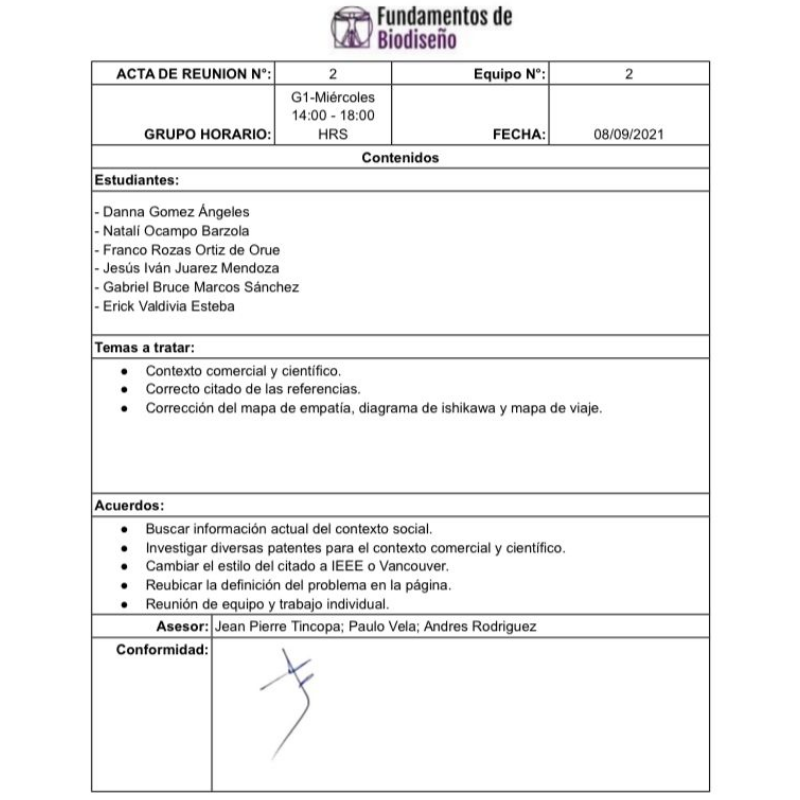 Fundamentos de
Biodiseño
ACTA DE REUNION N°: 2 Equipo N°: 2
G1-Miércoles
14:00 - 18:00
GRUPO HORARIO: HRS FECHA: 08/09/2021
Contenidos
Estudiantes:
- Danna Gomez Ángeles
- Natalí Ocampo Barzola
- Franco Rozas Ortiz de Orue
- Jesús Iván Juarez Mendoza
- Gabriel Bruce Marcos Sánchez
- Erick Valdivia Esteba
Temas a tratar:
● Contexto comercial y científico.
● Correcto citado de las referencias.
● Corrección del mapa de empatía, diagrama de ishikawa y mapa de viaje.
Acuerdos:
● Buscar información actual del contexto social.
● Investigar diversas patentes para el contexto comercial y científico.
● Cambiar el estilo del citado a IEEE o Vancouver.
● Reubicar la definición del problema en la página.
● Reunión de equipo y trabajo individual.
Asesor: Jean Pierre Tincopa; Paulo Vela; Andres Rodriguez
Conformidad: